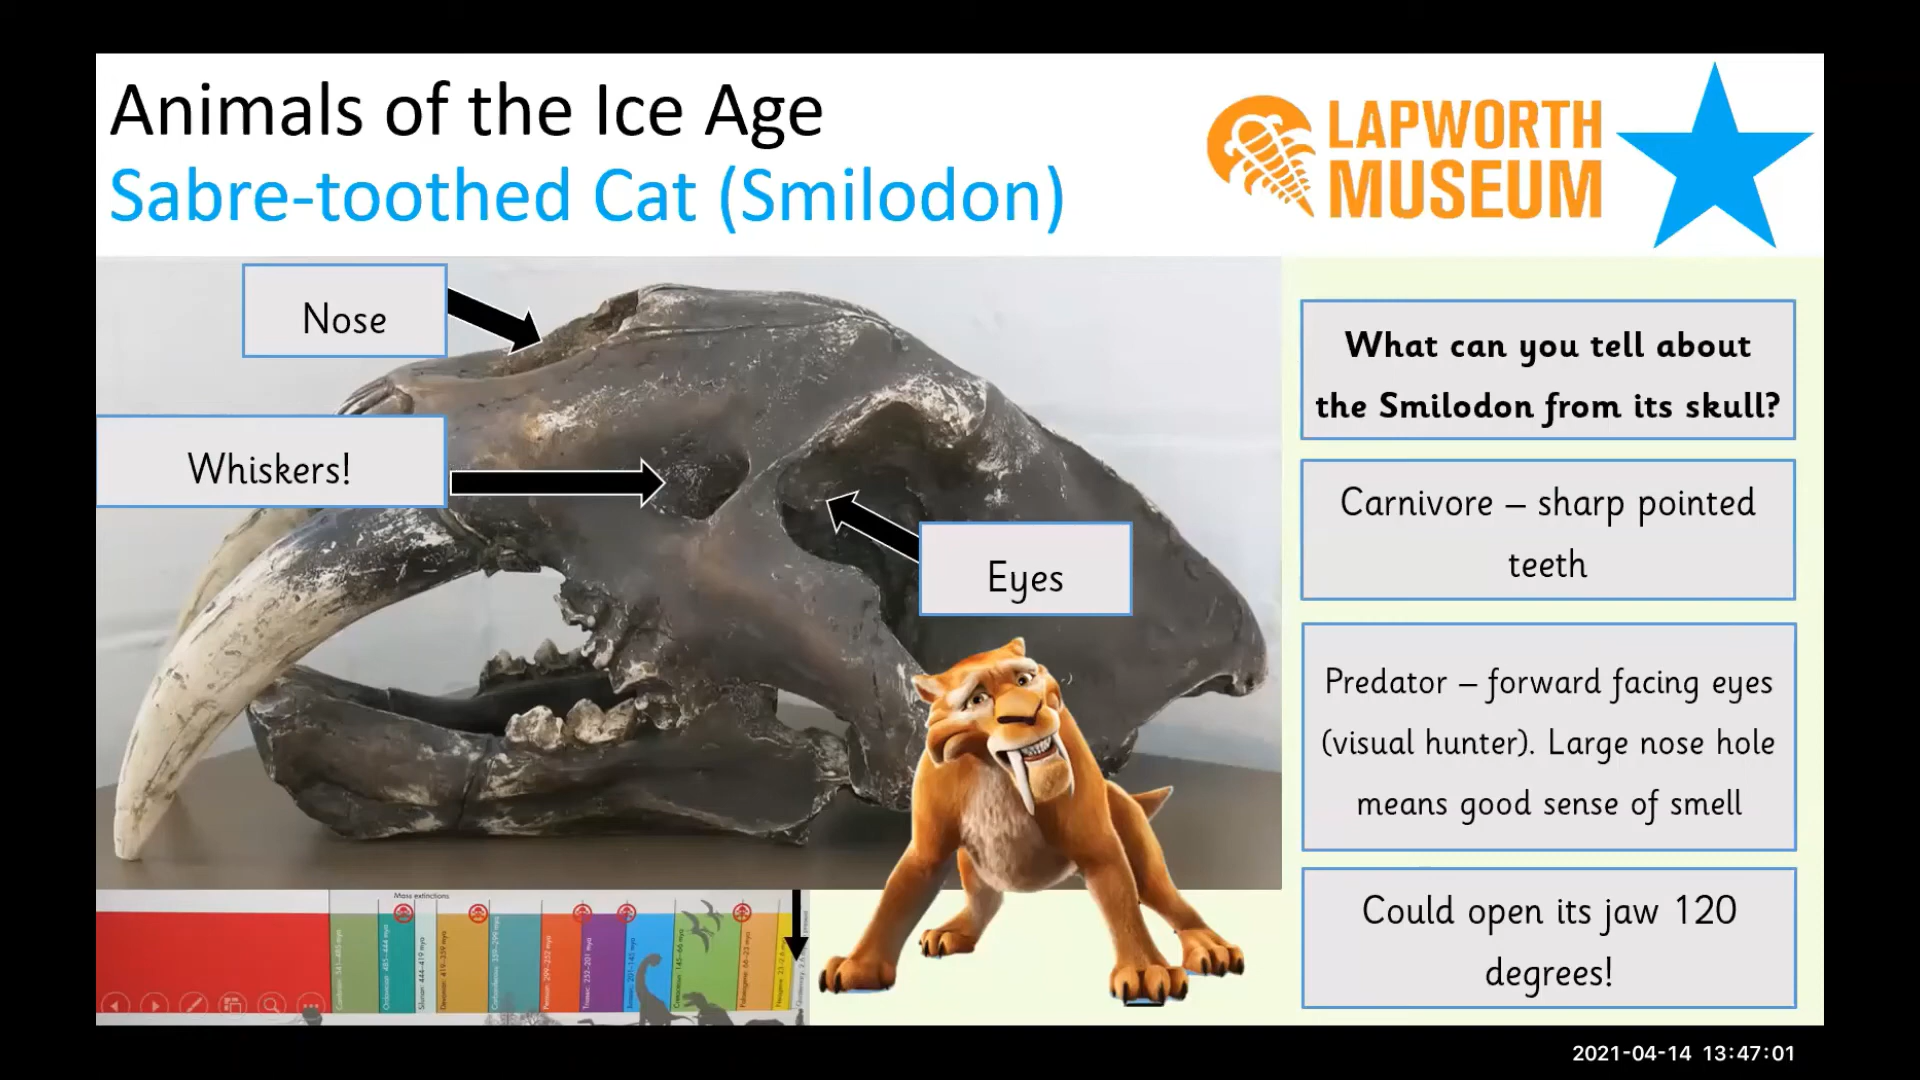 Animals of the Ice Age
Sabre-toothed Cat (Smilodon)
LAPWORTH
MUSEUM
Nose
Whiskers!
Eyes
What can you tell about
the Smilodon from its skull?
Carnivore – sharp pointed
teeth
Predator – forward facing eyes
(visual hunter). Large nose hole
means good sense of smell
Could open its jaw 120
degrees!
Mass extinctions
2021-04-14 13:47:01